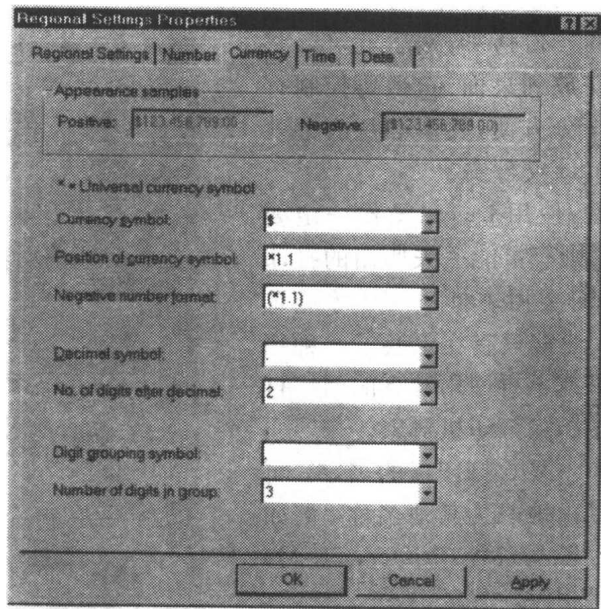 Regional Settings Properties
Regional Settings Number Currency Time Date
Appearance samples
Positive: $123,456,789.00 Negative: ($123,456,789.00)
× = Universal currency symbol
Currency symbol: $
Position of currency symbol: ×1.1
Negative number format: (×1.1)
Decimal symbol: .
No. of digits after decimal: 2
Digit grouping symbol: ,
Number of digits in group: 3
OK Cancel Apply